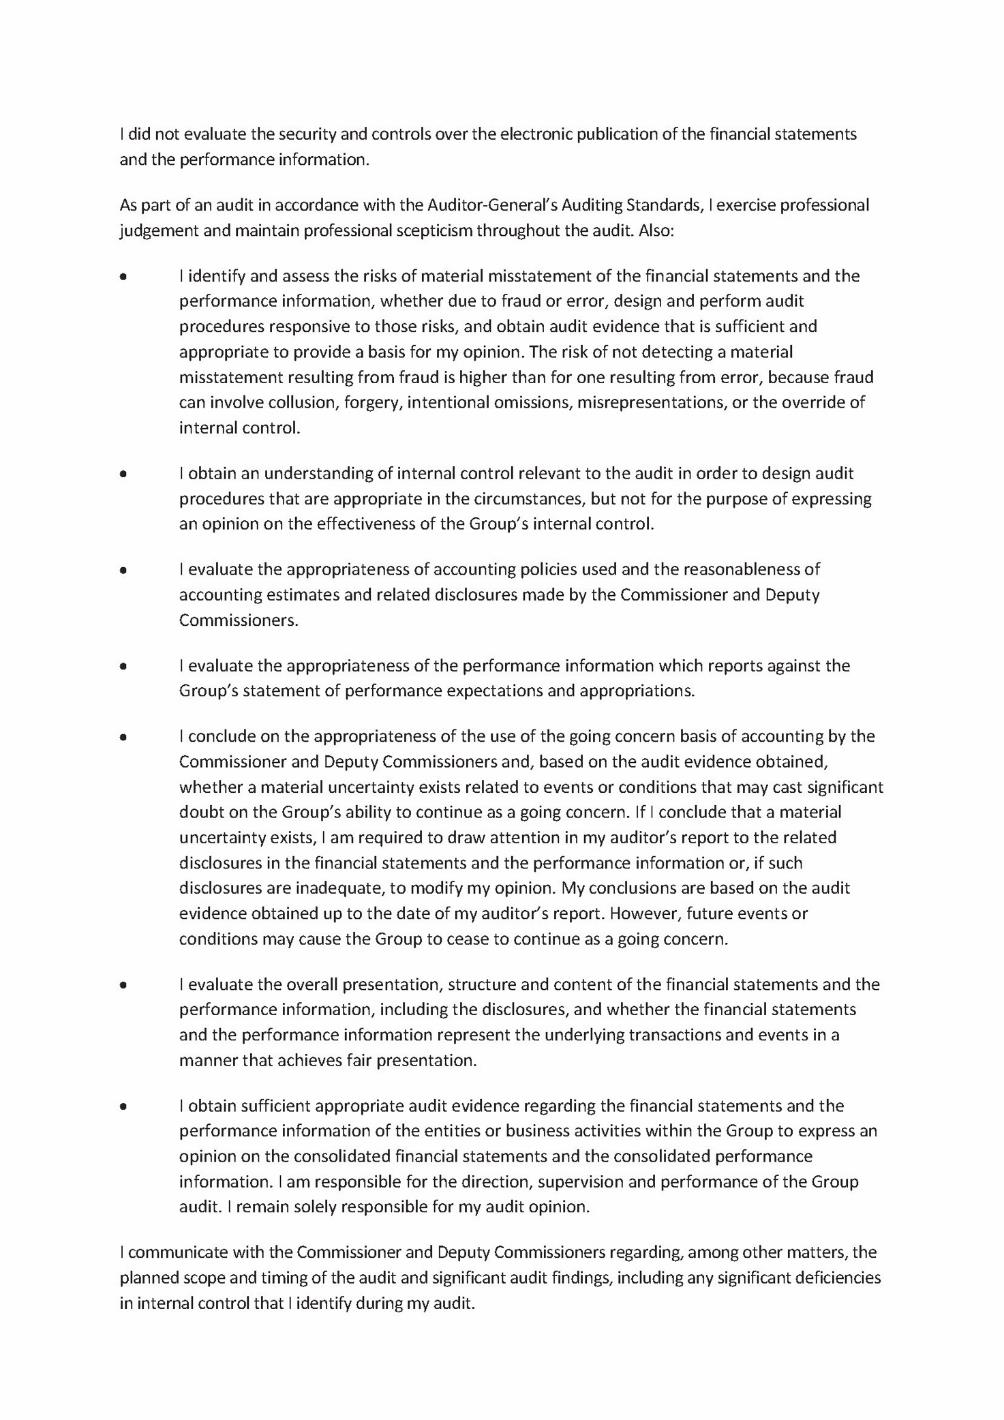 I did not evaluate the security and controls over the electronic publication of the financial statements
and the performance information.
As part of an audit in accordance with the Auditor-General's Auditing Standards, I exercise professional
judgement and maintain professional scepticism throughout the audit. Also:
• I identify and assess the risks of material misstatement of the financial statements and the
performance information, whether due to fraud or error, design and perform audit
procedures responsive to those risks, and obtain audit evidence that is sufficient and
appropriate to provide a basis for my opinion. The risk of not detecting a material
misstatement resulting from fraud is higher than for one resulting from error, because fraud
can involve collusion, forgery, intentional omissions, misrepresentations, or the override of
internal control.
• I obtain an understanding of internal control relevant to the audit in order to design audit
procedures that are appropriate in the circumstances, but not for the purpose of expressing
an opinion on the effectiveness of the Group's internal control.
• I evaluate the appropriateness of accounting policies used and the reasonableness of
accounting estimates and related disclosures made by the Commissioner and Deputy
Commissioners.
• I evaluate the appropriateness of the performance information which reports against the
Group's statement of performance expectations and appropriations.
• I conclude on the appropriateness of the use of the going concern basis of accounting by the
Commissioner and Deputy Commissioners and, based on the audit evidence obtained,
whether a material uncertainty exists related to events or conditions that may cast significant
doubt on the Group's ability to continue as a going concern. If I conclude that a material
uncertainty exists, I am required to draw attention in my auditor's report to the related
disclosures in the financial statements and the performance information or, if such
disclosures are inadequate, to modify my opinion. My conclusions are based on the audit
evidence obtained up to the date of my auditor's report. However, future events or
conditions may cause the Group to cease to continue as a going concern.
• I evaluate the overall presentation, structure and content of the financial statements and the
performance information, including the disclosures, and whether the financial statements
and the performance information represent the underlying transactions and events in a
manner that achieves fair presentation.
• I obtain sufficient appropriate audit evidence regarding the financial statements and the
performance information of the entities or business activities within the Group to express an
opinion on the consolidated financial statements and the consolidated performance
information. I am responsible for the direction, supervision and performance of the Group
audit. I remain solely responsible for my audit opinion.
I communicate with the Commissioner and Deputy Commissioners regarding, among other matters, the
planned scope and timing of the audit and significant audit findings, including any significant deficiencies
in internal control that I identify during my audit.